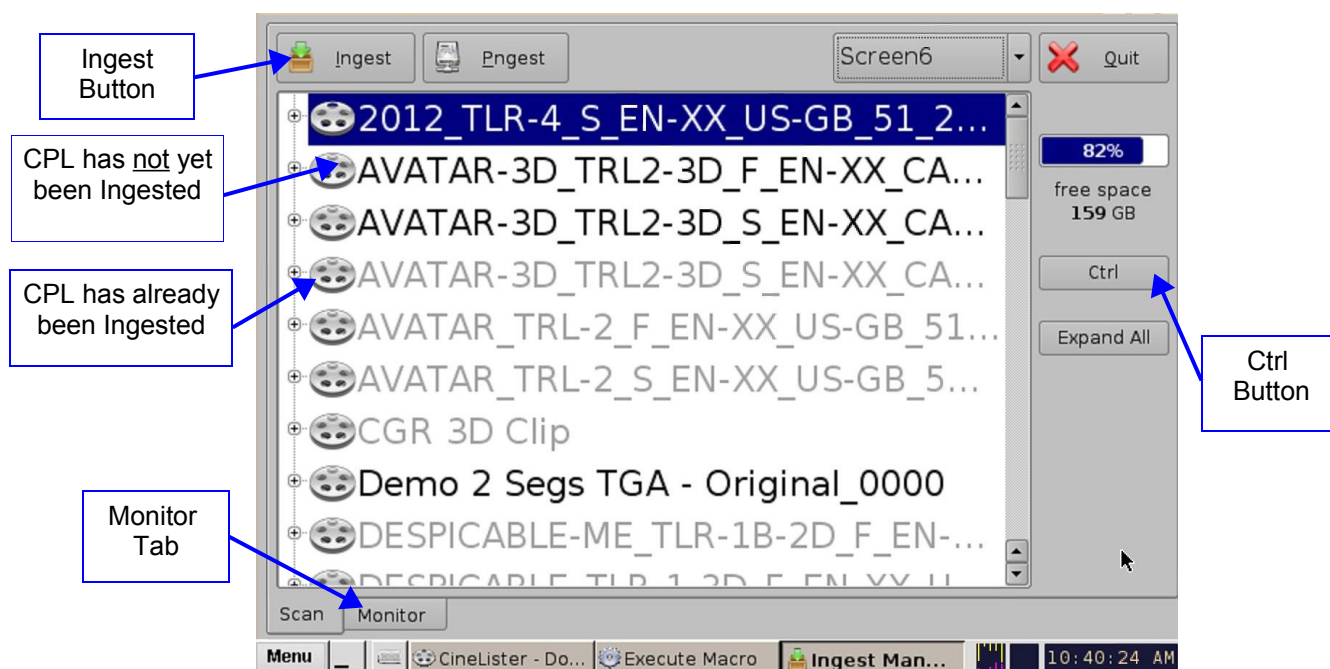 Ingest
Button
CPL has not yet
been Ingested
CPL has already
been Ingested
Monitor
Tab
Ingest
Pngest
Screen6
Quit
2012_TLR-4_S_EN-XX_US-GB_51_2...
AVATAR-3D_TRL2-3D_F_EN-XX_CA...
AVATAR-3D_TRL2-3D_S_EN-XX_CA...
AVATAR-3D_TRL2-3D_S_EN-XX_CA...
AVATAR_TRL-2_F_EN-XX_US-GB_51...
AVATAR_TRL-2_S_EN-XX_US-GB_5...
CGR 3D Clip
Demo 2 Segs TGA - Original_0000
DESPICABLE-ME_TLR-1B-2D_F_EN-...
82%
free space
159 GB
Ctrl
Expand All
Ctrl
Button
Scan
Monitor
Menu
CineLister - Do...
Execute Macro
Ingest Man...
10:40:24 AM